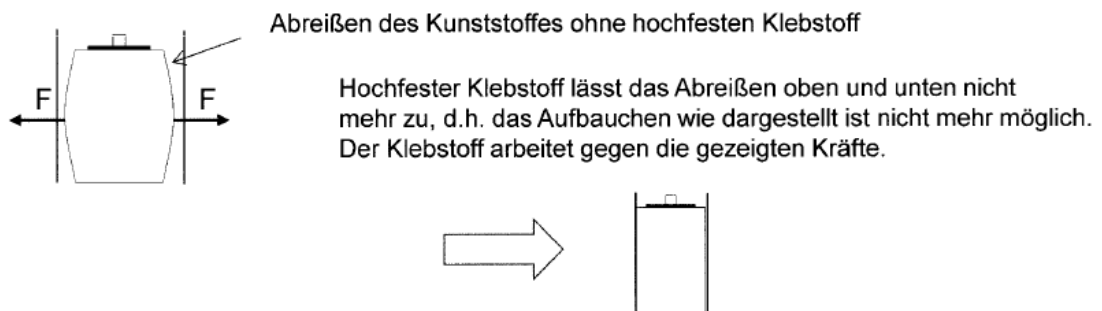 Abreißen des Kunststoffes ohne hochfesten Klebstoff
Hochfester Klebstoff lässt das Abreißen oben und unten nicht
mehr zu, d.h. das Aufbauchen wie dargestellt ist nicht mehr möglich.
Der Klebstoff arbeitet gegen die gezeigten Kräfte.
F
F